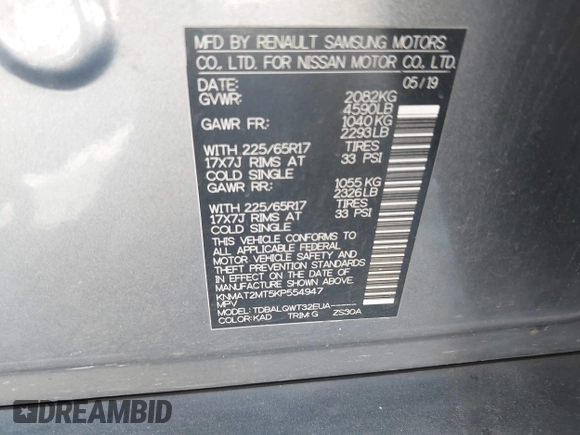 MFD BY RENAULT SAMSUNG MOTORS
CO., LTD. FOR NISSAN MOTOR CO., LTD.
DATE: 05/19
GVWR: 2082KG
4590LB
GAWR FR: 1040 KG
2293LB
WITH 225/65R17 TIRES
17X7J RIMS AT 33 PSI
COLD SINGLE
GAWR RR: 1055 KG
2326LB
WITH 225/65R17 TIRES
17X7J RIMS AT 33 PSI
COLD SINGLE
THIS VEHICLE CONFORMS TO
ALL APPLICABLE FEDERAL
MOTOR VEHICLE SAFETY AND
THEFT PREVENTION STANDARDS
IN EFFECT ON THE DATE OF
MANUFACTURE SHOWN ABOVE.
KNMAT2MT5KP554947
MPV
MODEL: TDBALGWT32EUA-----
COLOR:KAD TRIM:G ZS30A
DREAMBID